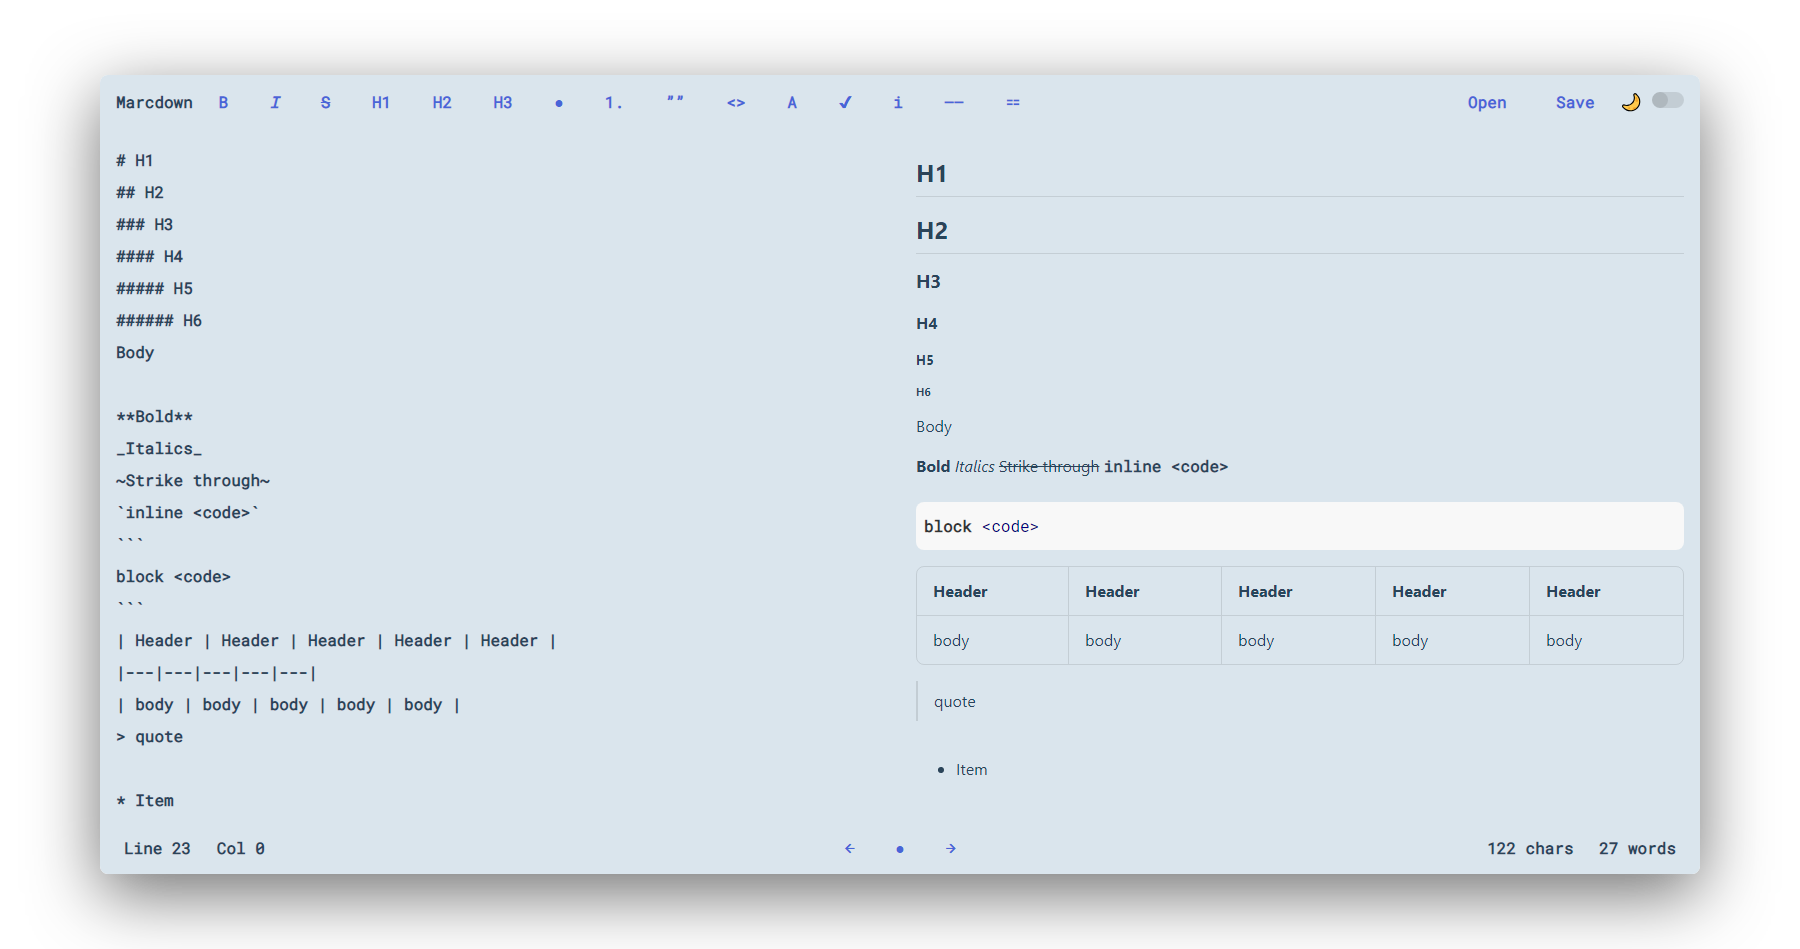 Marcdown B I S H1 H2 H3 • 1. "" <> A ✓ i —— == Open Save 🌙
# H1
## H2
### H3
#### H4
##### H5
###### H6
Body
**Bold**
_Italics_
~Strike through~
`inline <code>`
```
block <code>
```
| Header | Header | Header | Header | Header |
|---|---|---|---|---|
| body | body | body | body | body |
> quote
* Item
H1
H2
H3
H4
H5
H6
Body
Bold Italics Strike through inline <code>
block <code>
Header Header Header Header Header
body body body body body
quote
• Item
Line 23 Col 0 ← • → 122 chars 27 words